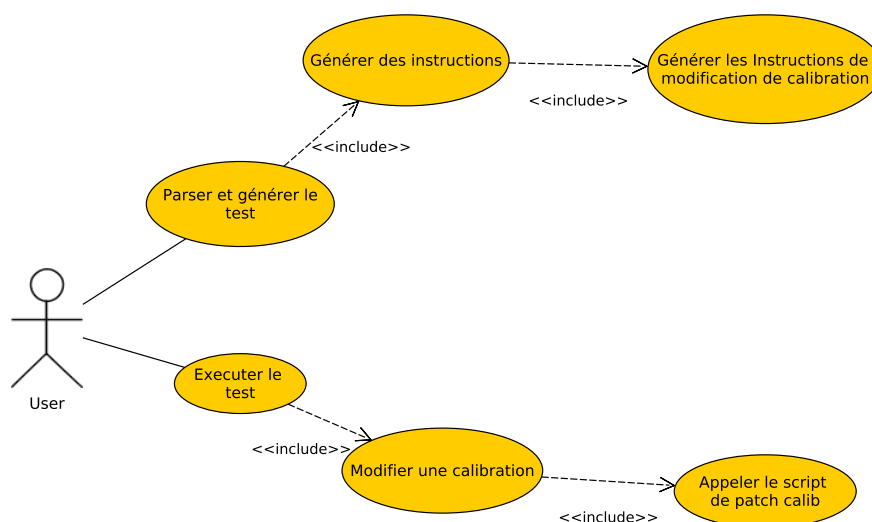 Générer des instructions
Générer les Instructions de
modification de calibration
<<include>>
<<include>>
Parser et générer le
test
User
Executer le
test
<<include>>
Modifier une calibration
Appeler le script
de patch calib
<<include>>